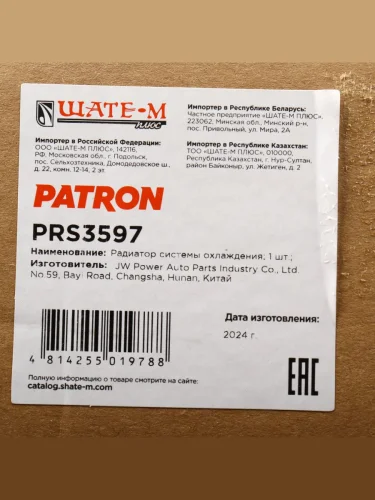 ШАТЕ-М
ПЛЮС
Импортер в Российской Федерации:
ООО «ШАТЕ-М ПЛЮС», 142116,
РФ, Московская обл., г. Подольск,
пос. Сельхозтехника, Домодедовское ш.,
д. 22, комн. 12-14, 2 эт.
Импортер в Республике Беларусь:
Частное предприятие «ШАТЕ-М ПЛЮС»,
223062, Минская обл., Минский р-н,
пос. Привольный, ул. Мира, 2А
Импортер в Республике Казахстан:
ТОО «ШАТЕ-М ПЛЮС», 010000,
Республика Казахстан, г. Нур-Султан,
район Байконыр, ул. Жетиген, д. 2
PATRON
PRS3597
Наименование: Радиатор системы охлаждения; 1 шт.;
Изготовитель: JW Power Auto Parts Industry Co., Ltd.
No.59, Bayi Road, Changsha, Hunan, Китай
Дата изготовления:
2024 г.
4 814255 019788
Полную информацию о товаре смотрите на сайте:
catalog.shate-m.com
EAC